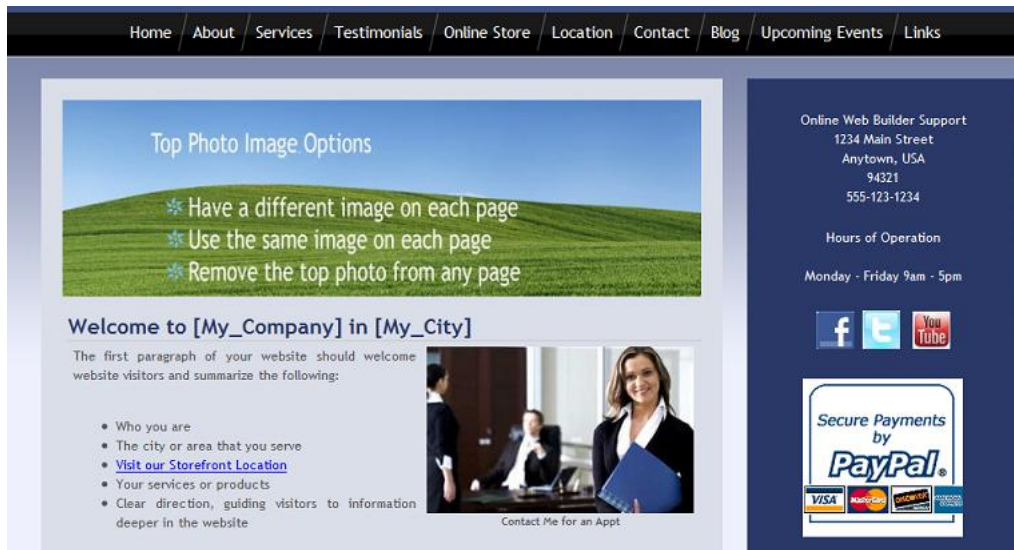 Home About Services Testimonials Online Store Location Contact Blog Upcoming Events Links
Top Photo Image Options
Have a different image on each page
Use the same image on each page
Remove the top photo from any page
Welcome to [My_Company] in [My_City]
The first paragraph of your website should welcome
website visitors and summarize the following:
Who you are
The city or area that you serve
Visit our Storefront Location
Your services or products
Clear direction, guiding visitors to information
deeper in the website
Contact Me for an Appt
Online Web Builder Support
1234 Main Street
Anytown, USA
94321
555-123-1234
Hours of Operation
Monday - Friday 9am - 5pm
f t You
Tube
Secure Payments
by
PayPal®
VISA MasterCard DISCOVER